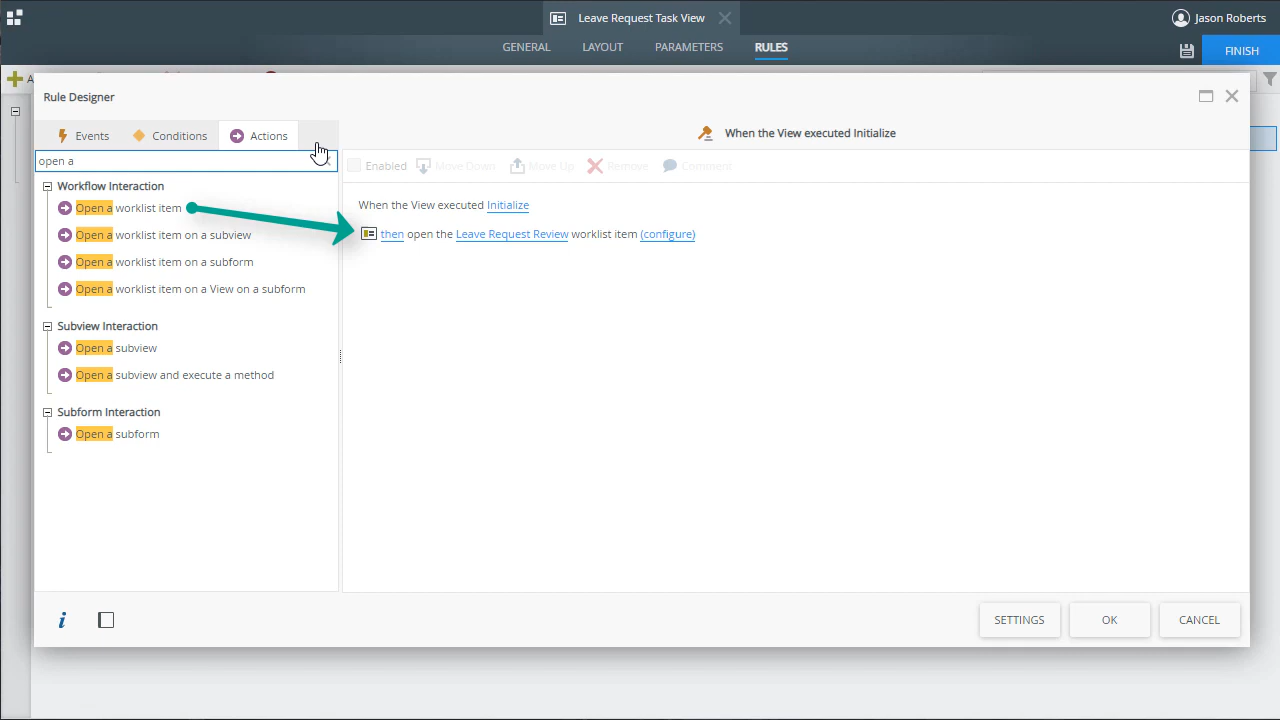 Leave Request Task View
Jason Roberts
GENERAL
LAYOUT
PARAMETERS
RULES
FINISH
A
Rule Designer
Events
Conditions
Actions
When the View executed Initialize
open a
Enabled
Move Down
Move Up
Remove
Comment
Workflow Interaction
Open a worklist item
Open a worklist item on a subview
Open a worklist item on a subform
Open a worklist item on a View on a subform
Subview Interaction
Open a subview
Open a subview and execute a method
Subform Interaction
Open a subform
When the View executed Initialize
then open the Leave Request Review worklist item (configure)
i
SETTINGS
OK
CANCEL